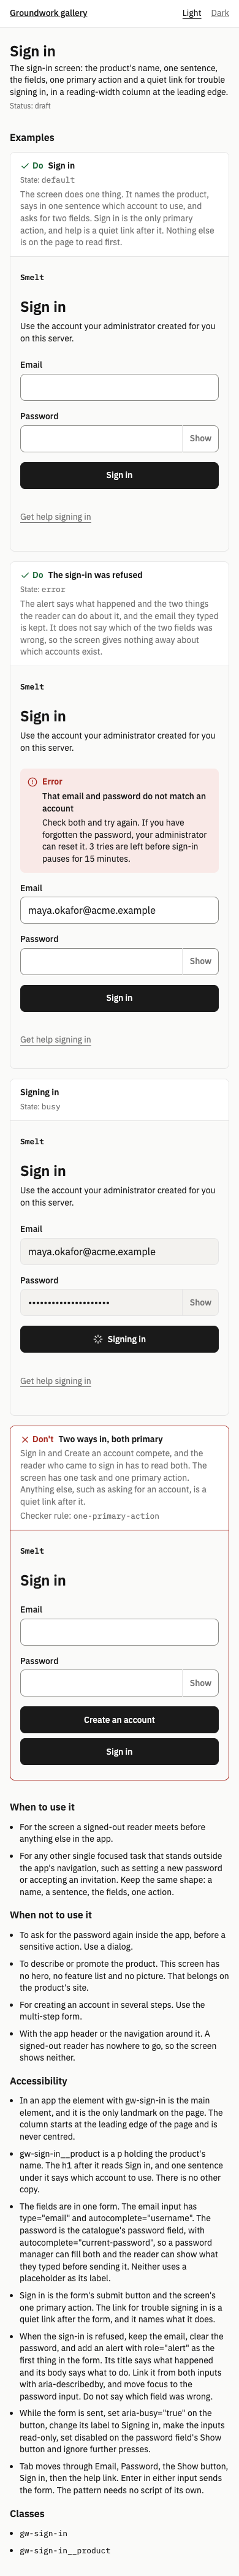 Groundwork gallery Light Dark
Sign in
The sign-in screen: the product's name, one sentence,
the fields, one primary action and a quiet link for trouble
signing in, in a reading-width column at the leading edge.
Status: draft
Examples
Do Sign in
State: default
The screen does one thing. It names the product,
says in one sentence which account to use, and
asks for two fields. Sign in is the only primary
action, and help is a quiet link after it. Nothing else
is on the page to read first.
Smelt
Sign in
Use the account your administrator created for you
on this server.
Email
Password
Show
Sign in
Get help signing in
Do The sign-in was refused
State: error
The alert says what happened and the two things
the reader can do about it, and the email they typed
is kept. It does not say which of the two fields was
wrong, so the screen gives nothing away about
which accounts exist.
Smelt
Sign in
Use the account your administrator created for you
on this server.
Error
That email and password do not match an
account
Check both and try again. If you have
forgotten the password, your administrator
can reset it. 3 tries are left before sign-in
pauses for 15 minutes.
Email
maya.okafor@acme.example
Password
Show
Sign in
Get help signing in
Signing in
State: busy
Smelt
Sign in
Use the account your administrator created for you
on this server.
Email
maya.okafor@acme.example
Password
Show
Signing in
Get help signing in
Don't Two ways in, both primary
Sign in and Create an account compete, and the
reader who came to sign in has to read both. The
screen has one task and one primary action.
Anything else, such as asking for an account, is a
quiet link after it.
Checker rule: one-primary-action
Smelt
Sign in
Email
Password
Show
Create an account
Sign in
When to use it
• For the screen a signed-out reader meets before
anything else in the app.
• For any other single focused task that stands outside
the app's navigation, such as setting a new password
or accepting an invitation. Keep the same shape: a
name, a sentence, the fields, one action.
When not to use it
• To ask for the password again inside the app, before a
sensitive action. Use a dialog.
• To describe or promote the product. This screen has
no hero, no feature list and no picture. That belongs on
the product's site.
• For creating an account in several steps. Use the
multi-step form.
• With the app header or the navigation around it. A
signed-out reader has nowhere to go, so the screen
shows neither.
Accessibility
• In an app the element with gw-sign-in is the main
element, and it is the only landmark on the page. The
column starts at the leading edge of the page and is
never centred.
• gw-sign-in__product is a p holding the product's
name. The h1 after it reads Sign in, and one sentence
under it says which account to use. There is no other
copy.
• The fields are in one form. The email input has
type="email" and autocomplete="username". The
password is the catalogue's password field, with
autocomplete="current-password", so a password
manager can fill both and the reader can show what
they typed before sending it. Neither uses a
placeholder as its label.
• Sign in is the form's submit button and the screen's
one primary action. The link for trouble signing in is a
quiet link after the form, and it names what it does.
• When the sign-in is refused, keep the email, clear the
password, and add an alert with role="alert" as the
first thing in the form. Its title says what happened
and its body says what to do. Link it from both inputs
with aria-describedby, and move focus to the
password input. Do not say which field was wrong.
• While the form is sent, set aria-busy="true" on the
button, change its label to Signing in, make the inputs
read-only, set disabled on the password field's Show
button and ignore further presses.
• Tab moves through Email, Password, the Show button,
Sign in, then the help link. Enter in either input sends
the form. The pattern needs no script of its own.
Classes
• gw-sign-in
• gw-sign-in__product